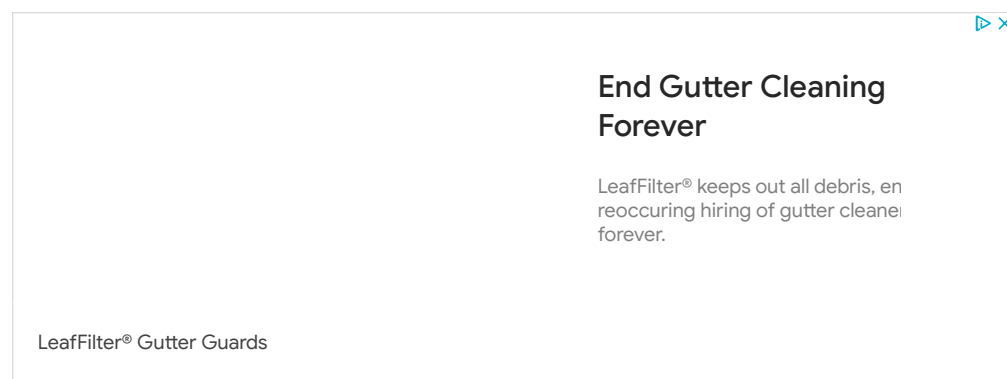 End Gutter Cleaning
Forever
LeafFilter® keeps out all debris,
reoccuring hiring of gutter
forever.
LeafFilter® Gutter Guards